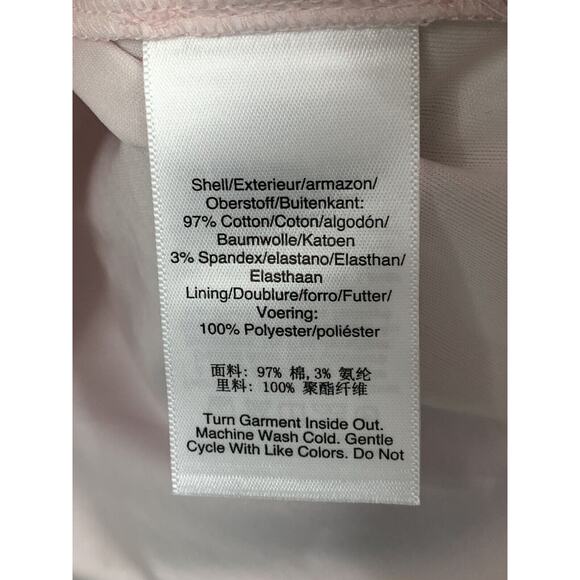 Shell/Exterieur/armazon/
Oberstoff/Buitenkant:
97% Cotton/Coton/algodón/
Baumwolle/Katoen
3% Spandex/elastano/Elasthan/
Elasthaan
Lining/Doublure/forro/Futter/
Voering:
100% Polyester/poliéster
面料: 97% 棉,3% 氨纶
里料: 100% 聚酯纤维
Turn Garment Inside Out.
Machine Wash Cold. Gentle
Cycle With Like Colors. Do Not